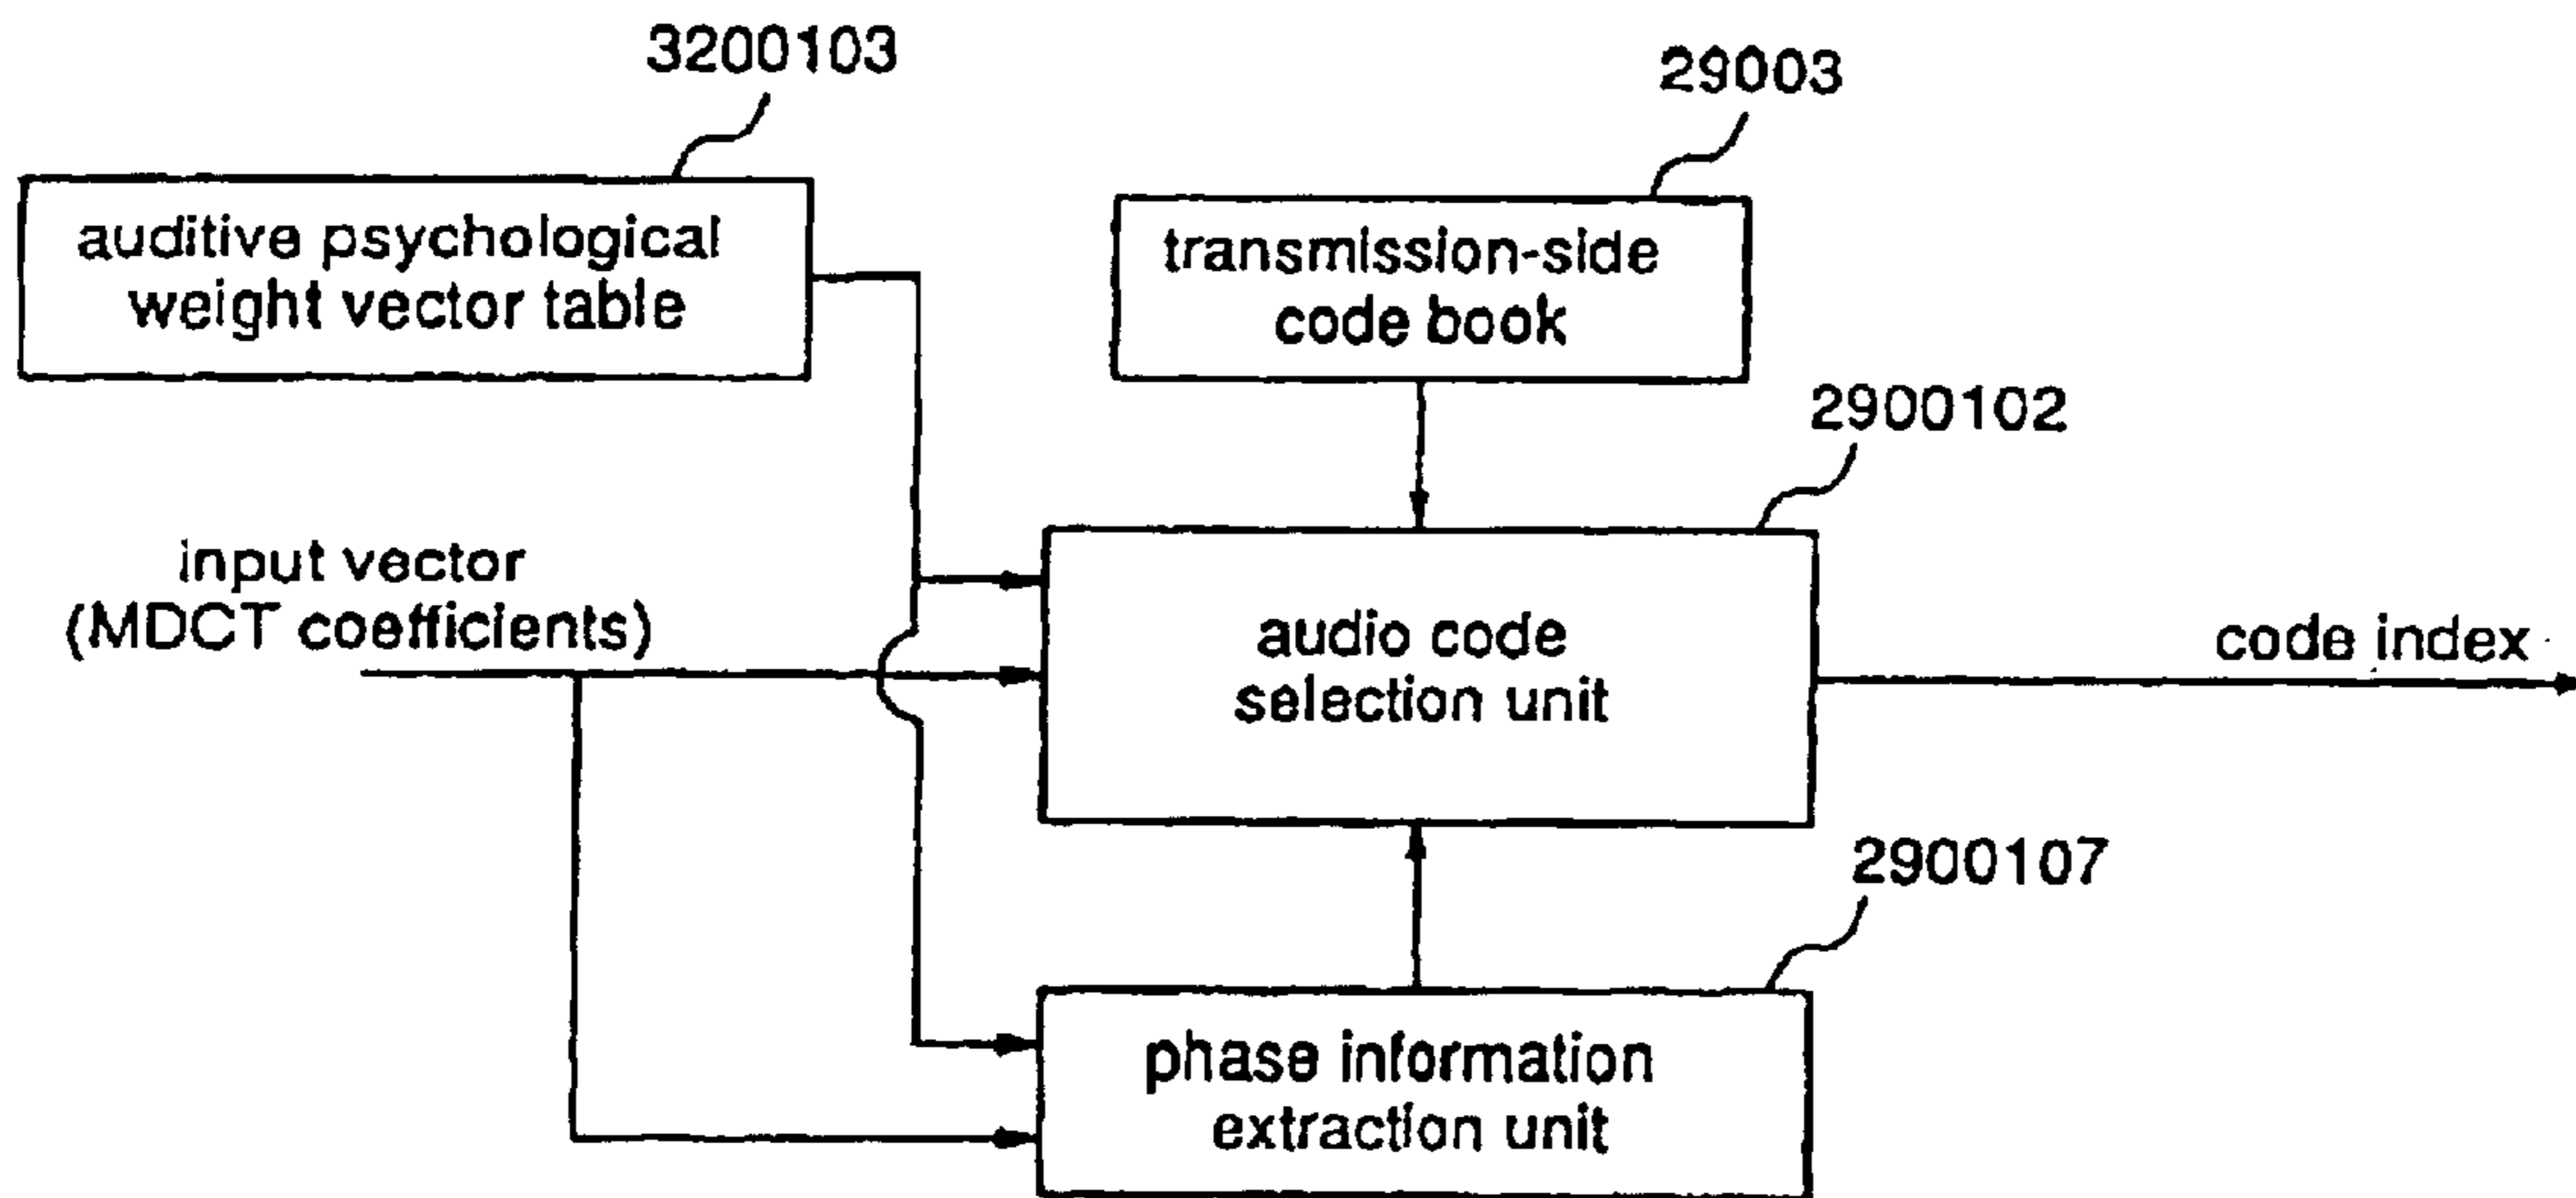 3200103
29003
auditive psychological
weight vector table
transmission-side
code book
2900102
input vector
(MDCT coefficients)
audio code
selection unit
code index
2900107
phase information
extraction unit